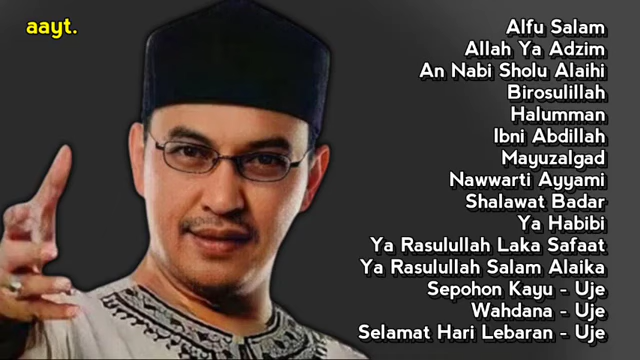 aayt.
Alfu Salam
Allah Ya Adzim
An Nabi Sholu Alaihi
Birosulillah
Halumman
Ibni Abdillah
Mayuzalgad
Nawwarti Ayyami
Shalawat Badar
Ya Habibi
Ya Rasulullah Laka Safaat
Ya Rasulullah Salam Alaika
Sepohon Kayu - Uje
Wahdana - Uje
Selamat Hari Lebaran - Uje